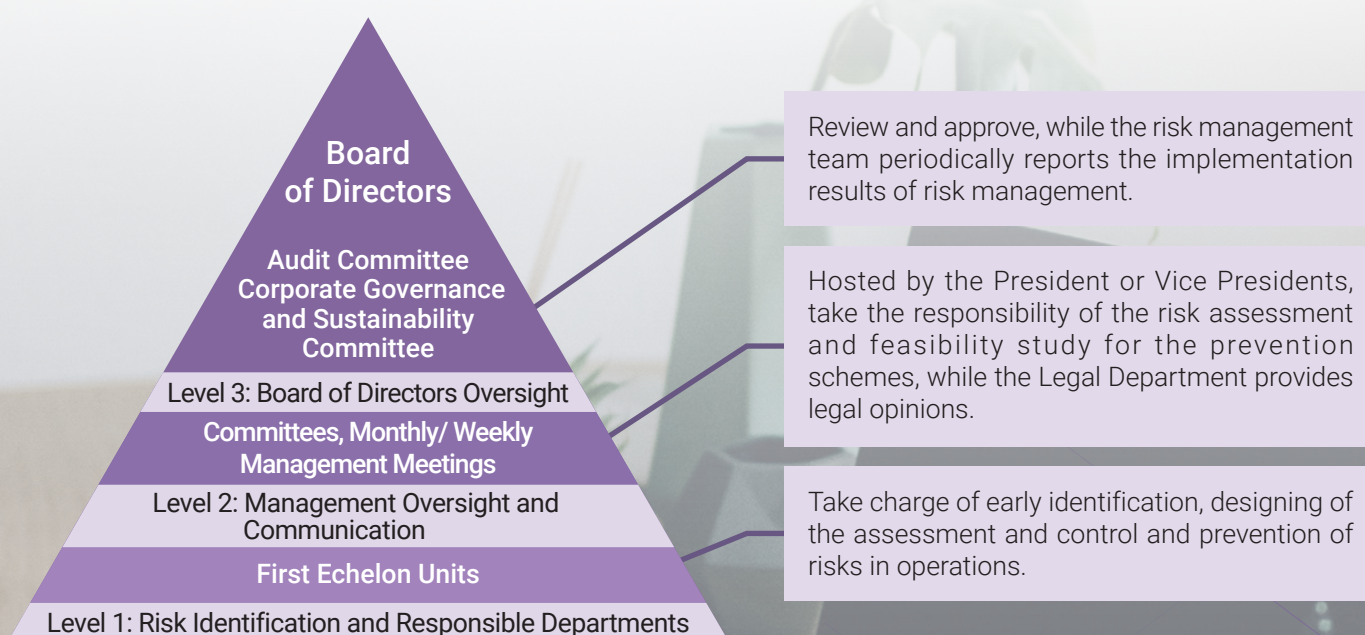 Board
of Directors
Audit Committee
Corporate Governance
and Sustainability
Committee
Level 3: Board of Directors Oversight
Committees, Monthly/ Weekly
Management Meetings
Level 2: Management Oversight and
Communication
First Echelon Units
Level 1: Risk Identification and Responsible Departments
Review and approve, while the risk management
team periodically reports the implementation
results of risk management.
Hosted by the President or Vice Presidents,
take the responsibility of the risk assessment
and feasibility study for the prevention
schemes, while the Legal Department provides
legal opinions.
Take charge of early identification, designing of
the assessment and control and prevention of
risks in operations.